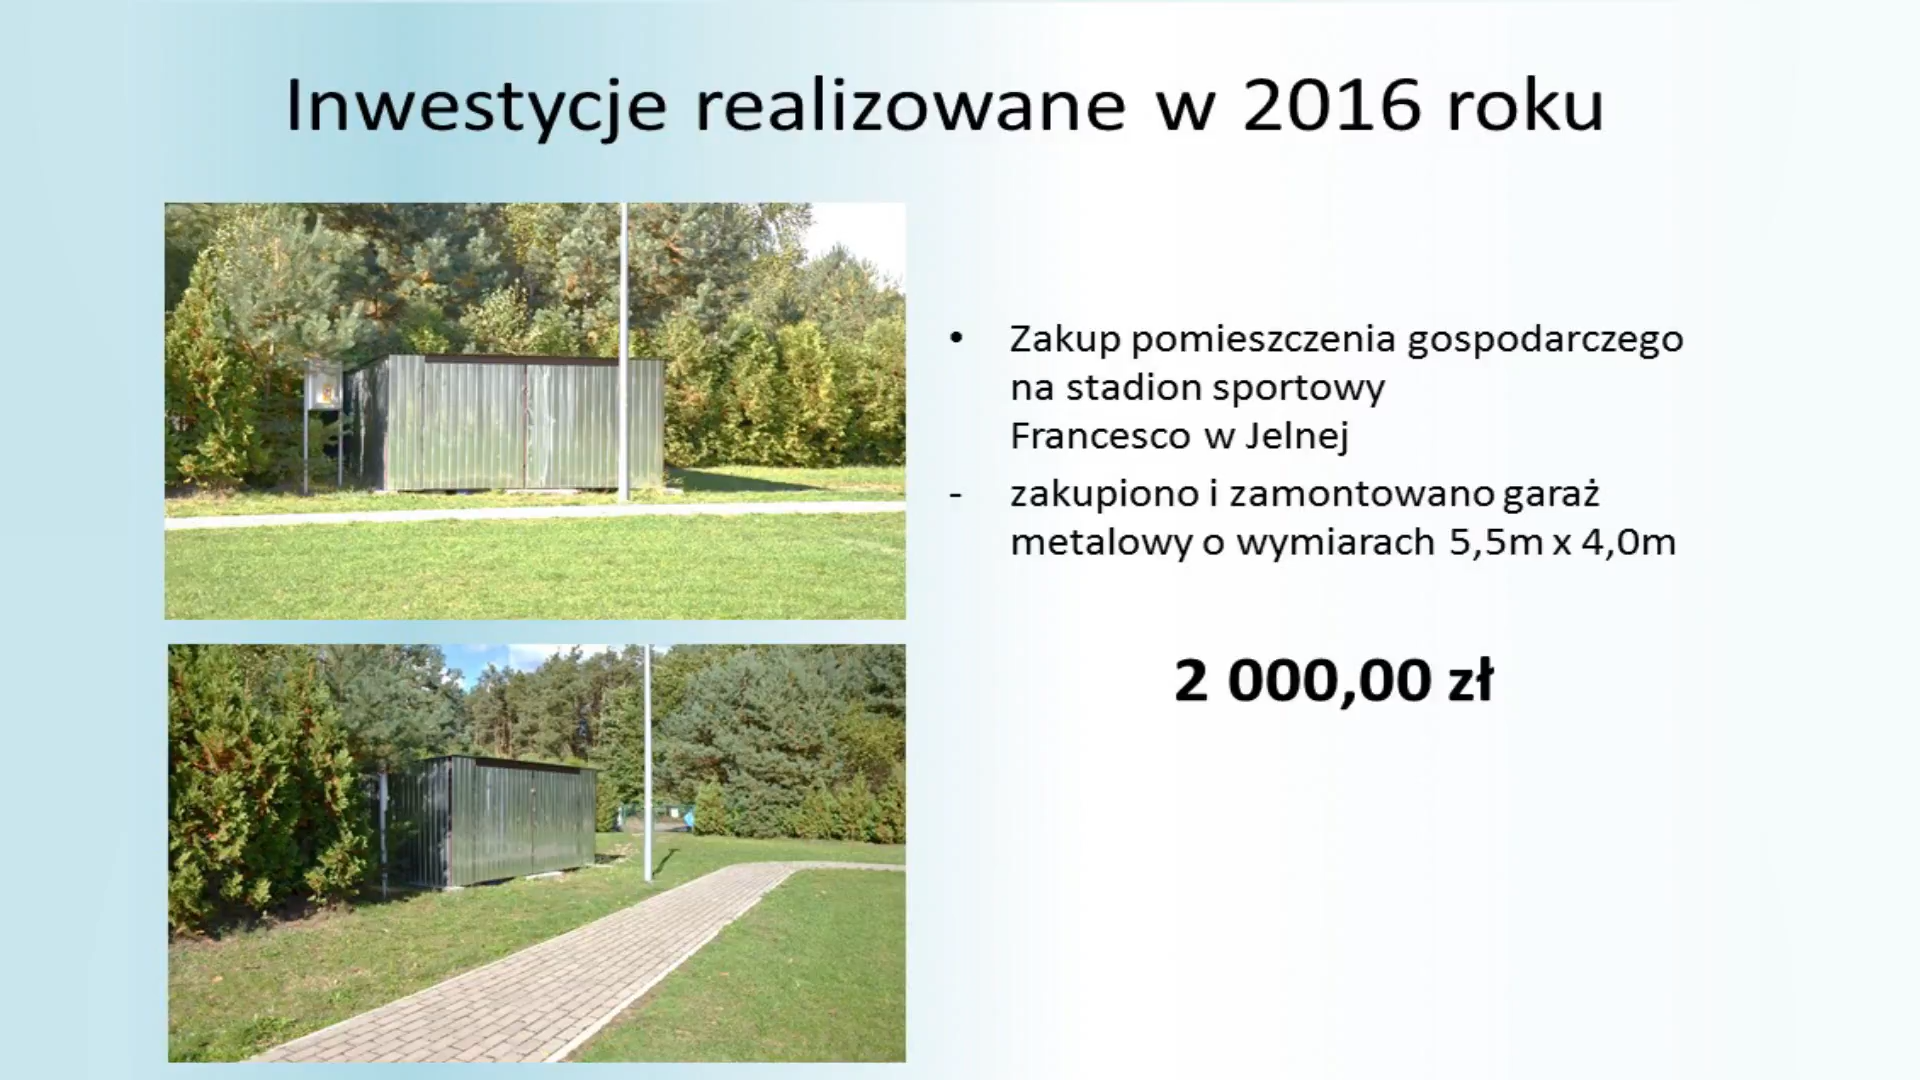 Inwestycje realizowane w 2016 roku
• Zakup pomieszczenia gospodarczego
na stadion sportowy
Francesco w Jelnej
- zakupiono i zamontowano garaż
metalowy o wymiarach 5,5m x 4,0m
2 000,00 zł